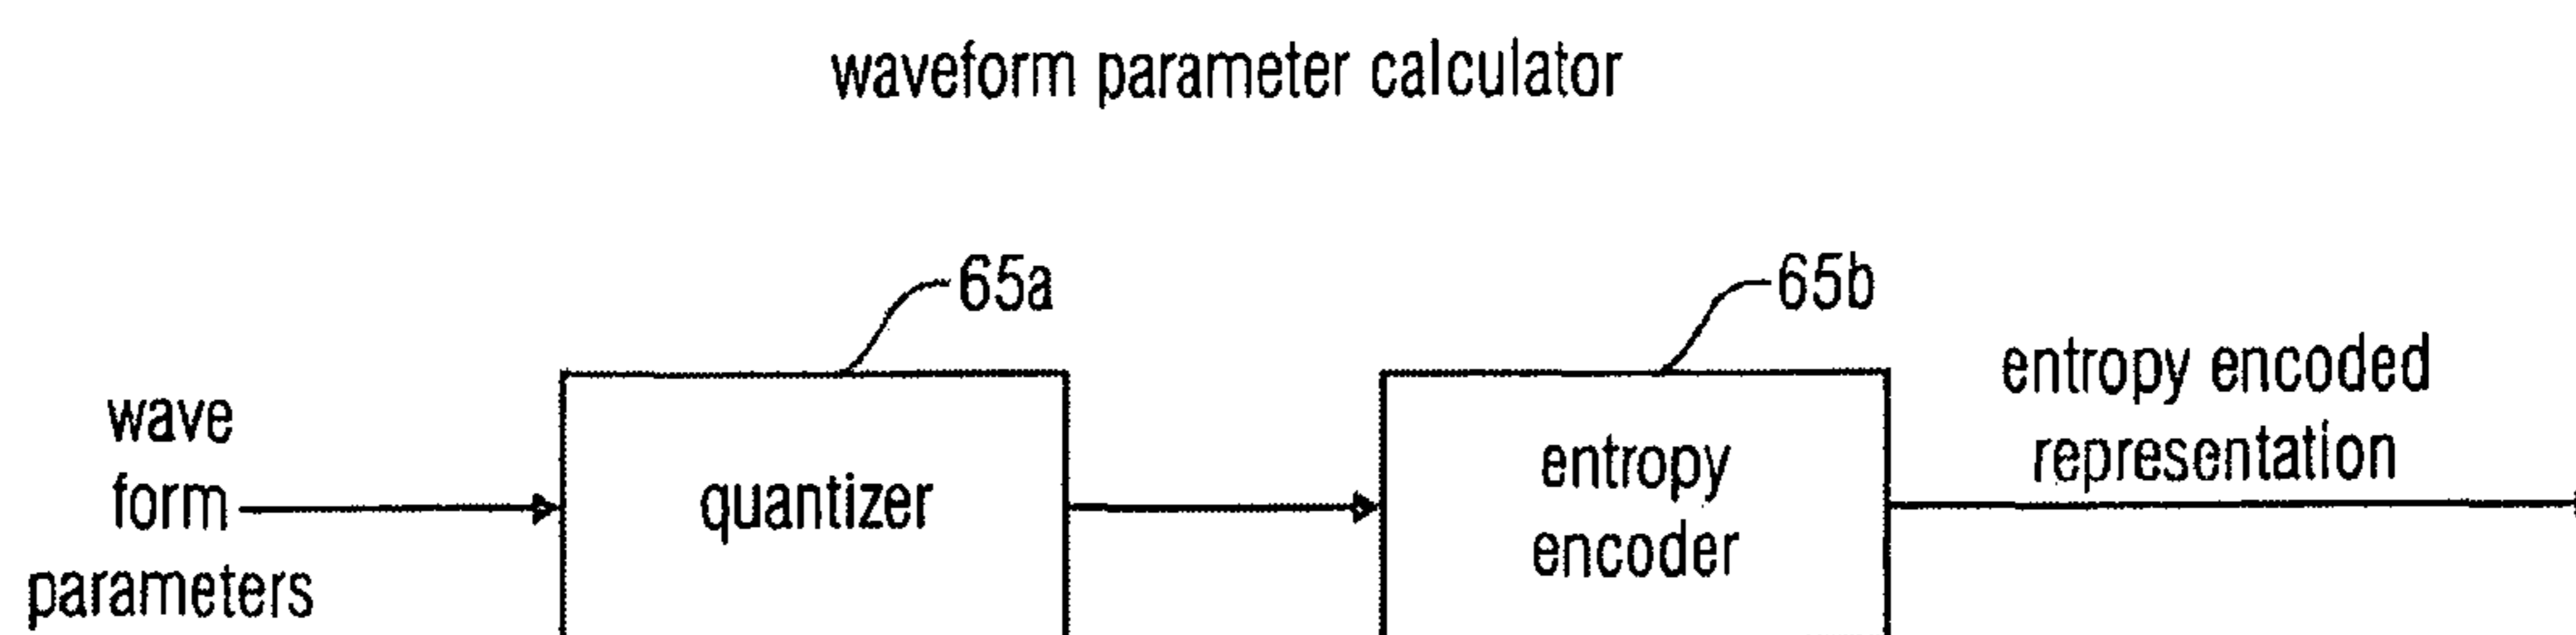 waveform parameter calculator
65a
65b
wave
form
parameters
quantizer
entropy
encoder
entropy encoded
representation